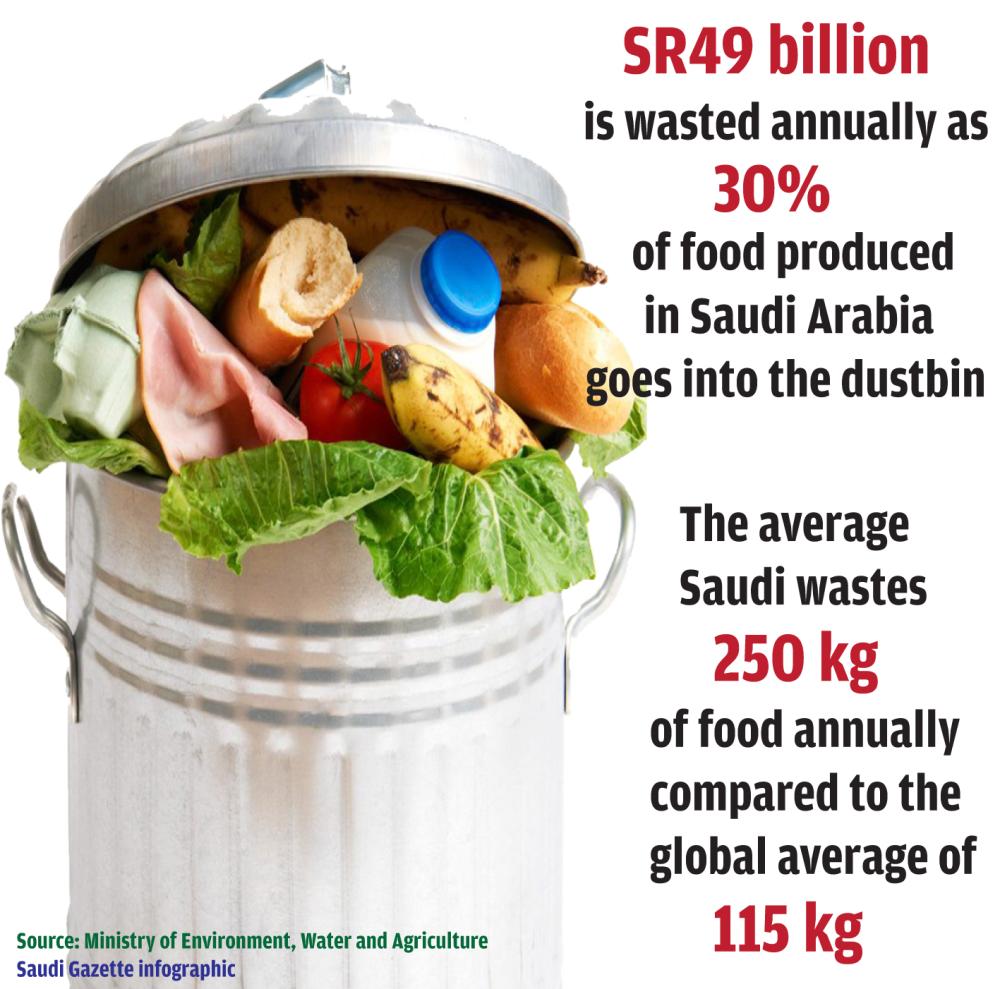 SR49 billion
is wasted annually as
30%
of food produced
in Saudi Arabia
goes into the dustbin
The average
Saudi wastes
250 kg
of food annually
compared to the
global average of
115 kg
Source: Ministry of Environment, Water and Agriculture
Saudi Gazette infographic